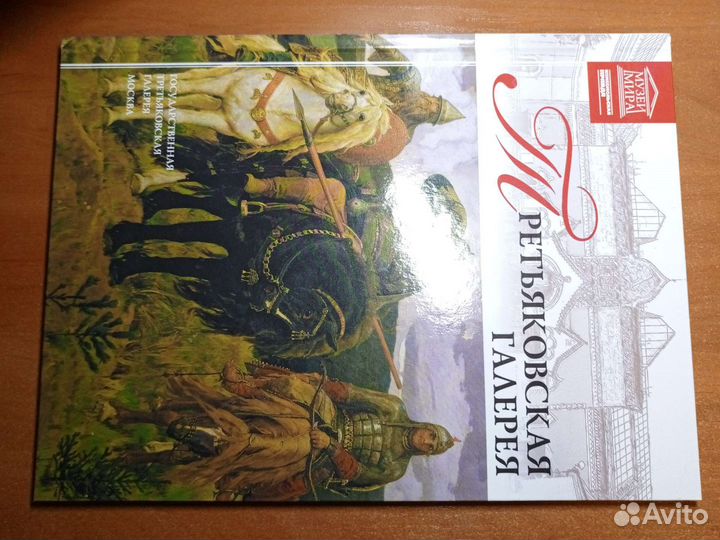 МУЗЕИ
МИРА
ТРЕТЬЯКОВСКАЯ
ГАЛЕРЕЯ
ГОСУДАРСТВЕННАЯ
ТРЕТЬЯКОВСКАЯ
ГАЛЕРЕЯ
МОСКВА
Avito